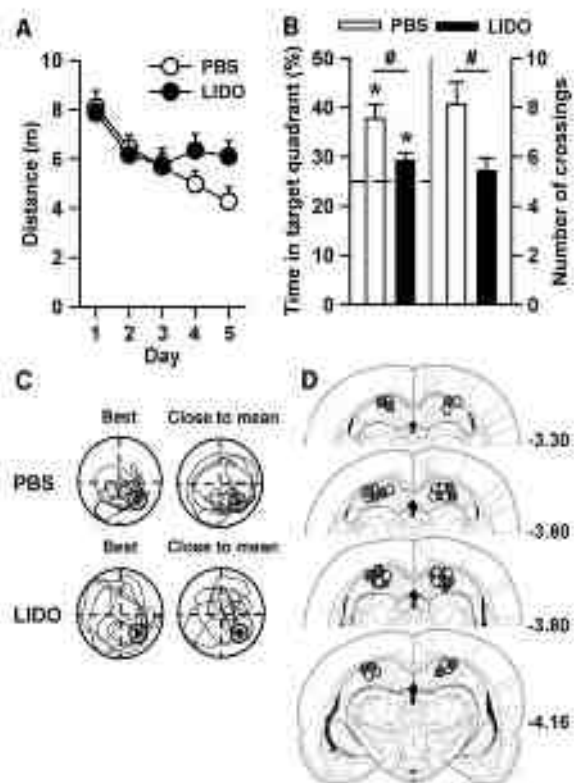 A
PBS
LIDO
Distance (m)
10
8
6
4
2
0
1 2 3 4 5
Day
B
PBS LIDO
Time in target quadrant (%)
50
40
30
20
10
0
* *
# #
10
8
6
4
2
0
Number of crossings
C
Best Close to mean
PBS
Best Close to mean
LIDO
D
-3.30
-3.60
-3.80
-4.16